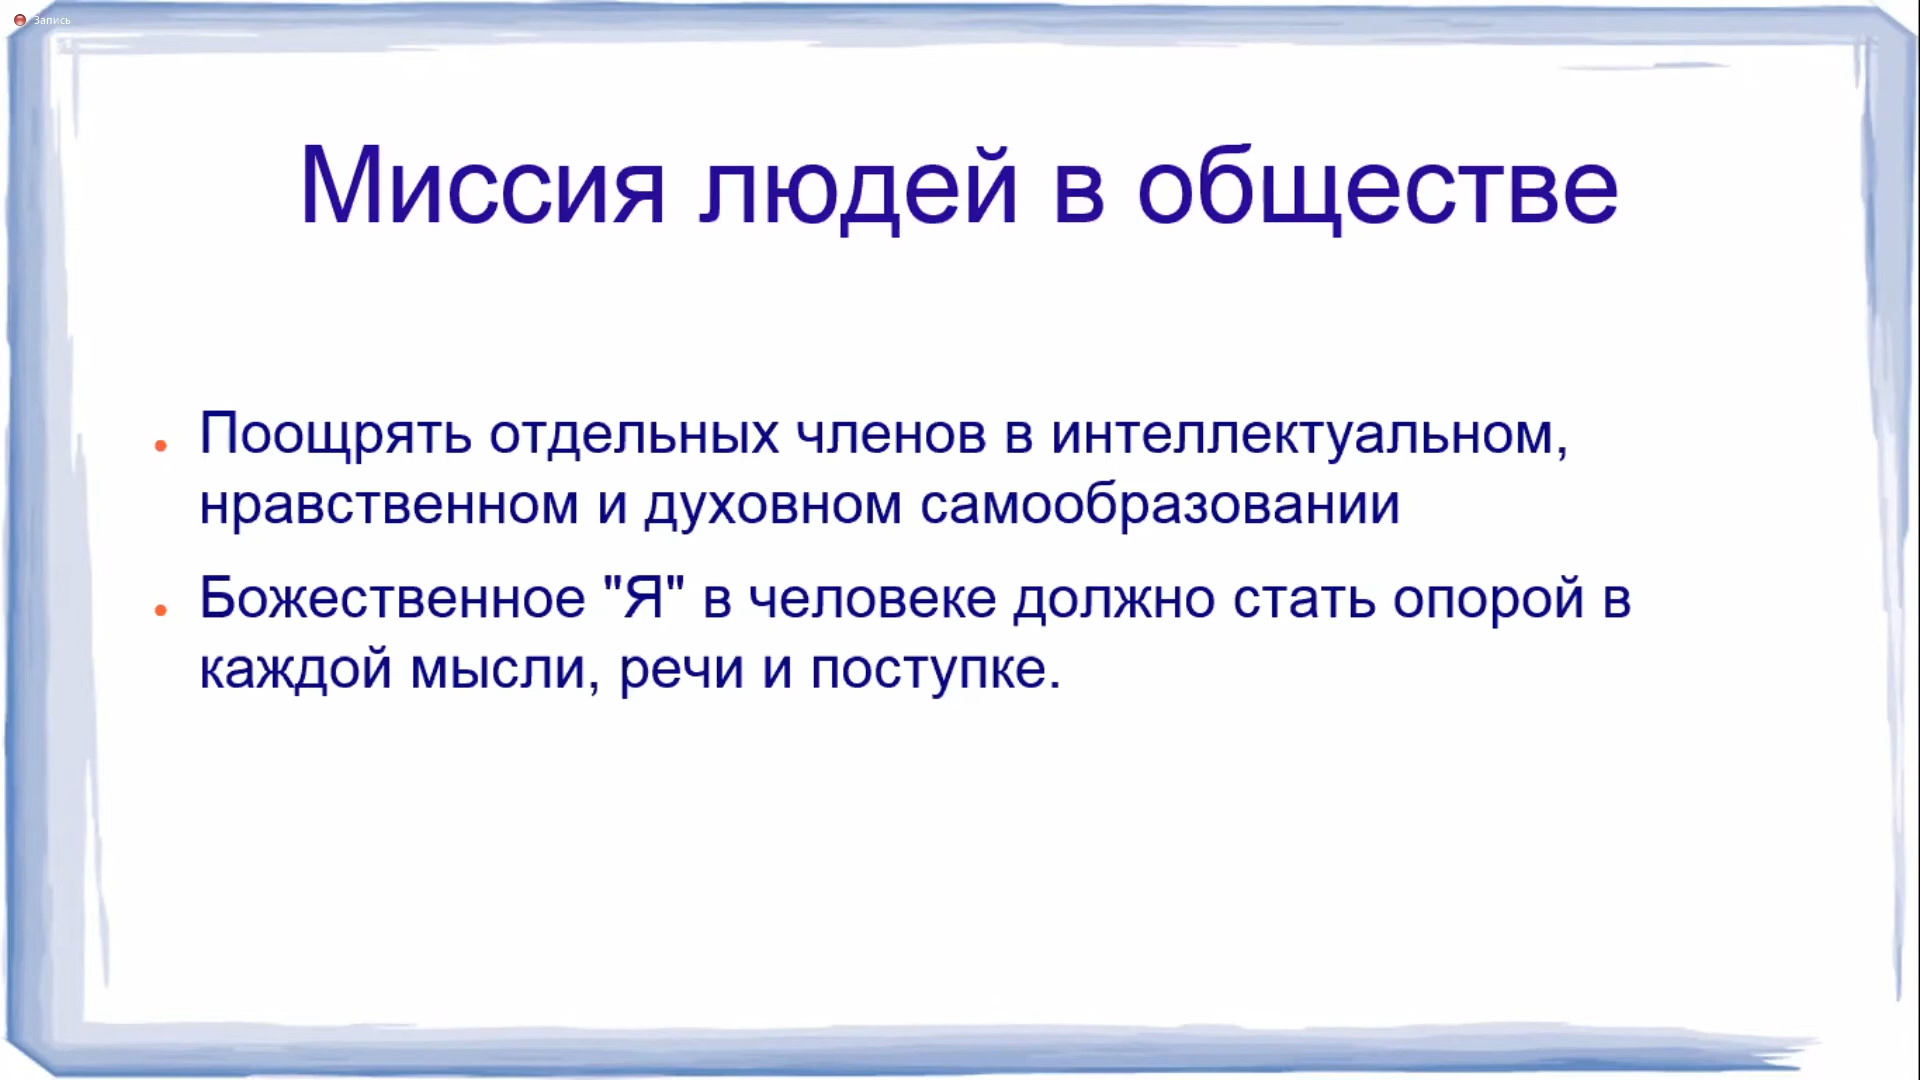 Запись
Миссия людей в обществе
Поощрять отдельных членов в интеллектуальном,
нравственном и духовном самообразовании
Божественное "Я" в человеке должно стать опорой в
каждой мысли, речи и поступке.